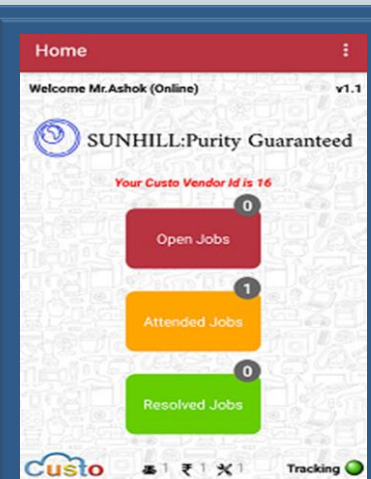 Home
Welcome Mr.Ashok (Online) v1.1
SUNHILL:Purity Guaranteed
Your Custo Vendor Id is 16
0
Open Jobs
1
Attended Jobs
0
Resolved Jobs
Custo 1 ₹ 1 1 Tracking